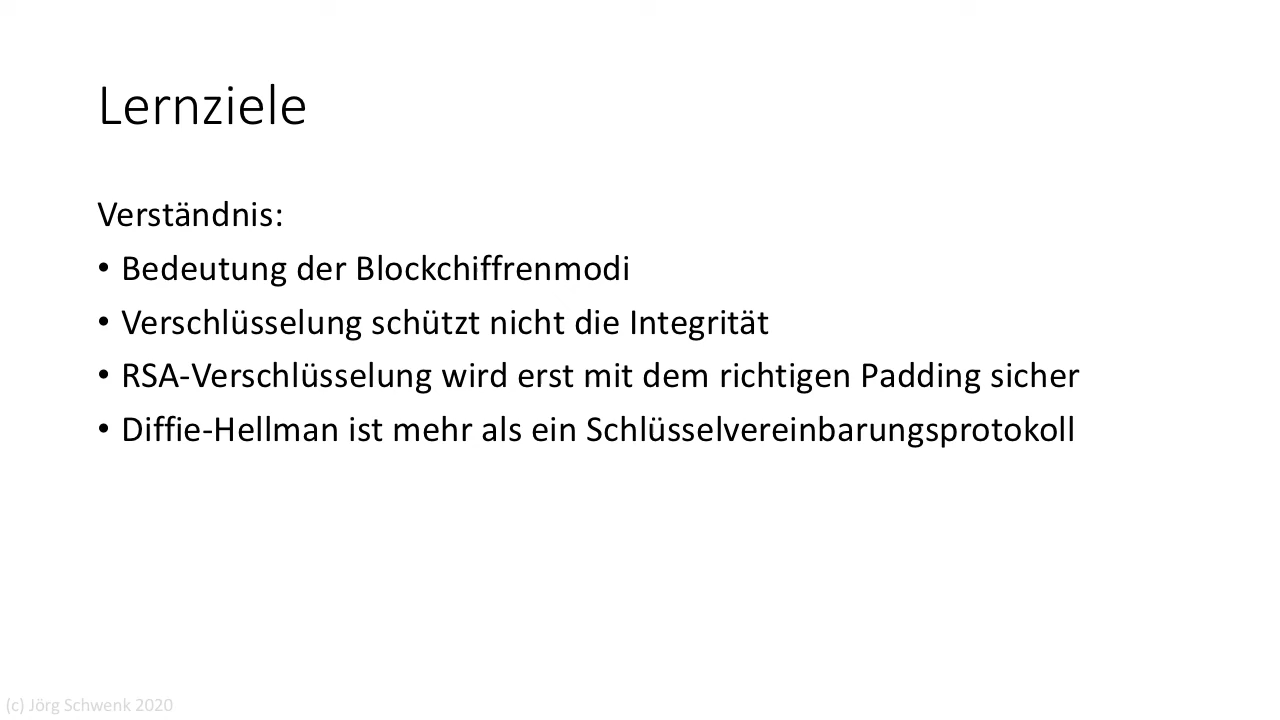 Lernziele
Verständnis:
• Bedeutung der Blockchiffrenmodi
• Verschlüsselung schützt nicht die Integrität
• RSA-Verschlüsselung wird erst mit dem richtigen Padding sicher
• Diffie-Hellman ist mehr als ein Schlüsselvereinbarungsprotokoll
(c) Jörg Schwenk 2020